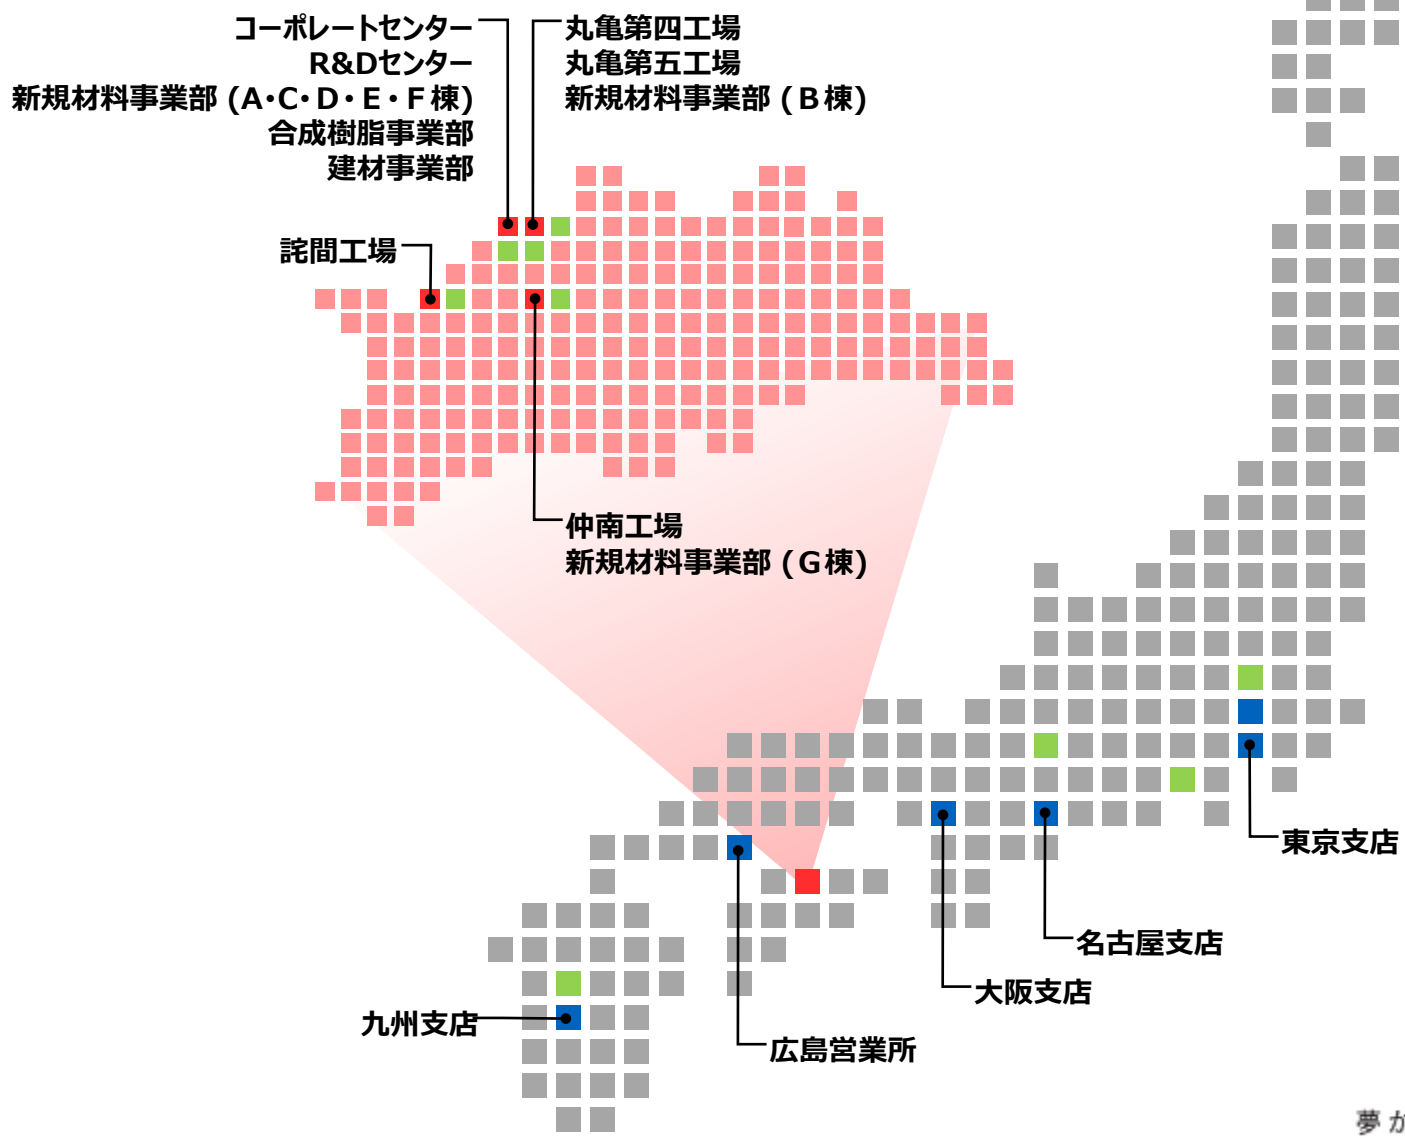 コーポレートセンター
R&Dセンター
新規材料事業部 (A・C・D・E・F棟)
合成樹脂事業部
建材事業部
丸亀第四工場
丸亀第五工場
新規材料事業部 (B棟)
詫間工場
仲南工場
新規材料事業部 (G棟)
東京支店
名古屋支店
大阪支店
九州支店
広島営業所
夢か